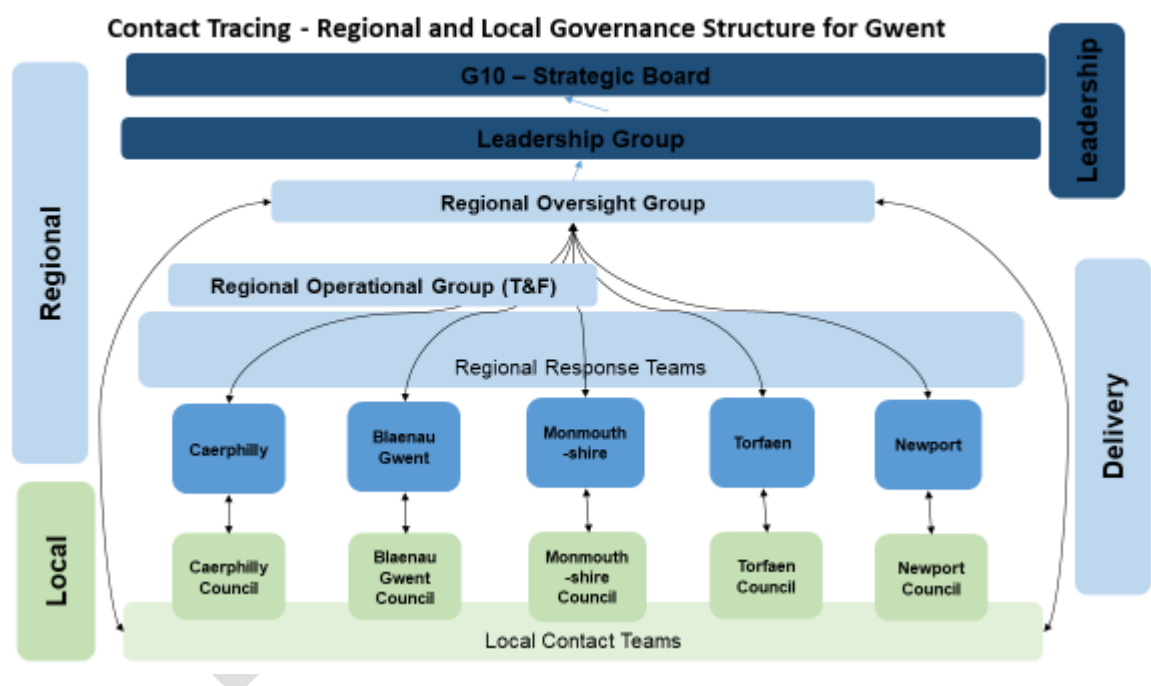 Contact Tracing - Regional and Local Governance Structure for Gwent
G10 – Strategic Board
Leadership Group
Leadership
Regional
Regional Oversight Group
Regional Operational Group (T&F)
Regional Response Teams
Delivery
Caerphilly
Blaenau
Gwent
Monmouth
-shire
Torfaen
Newport
Local
Caerphilly
Council
Blaenau
Gwent
Council
Monmouth
-shire
Council
Torfaen
Council
Newport
Council
Local Contact Teams